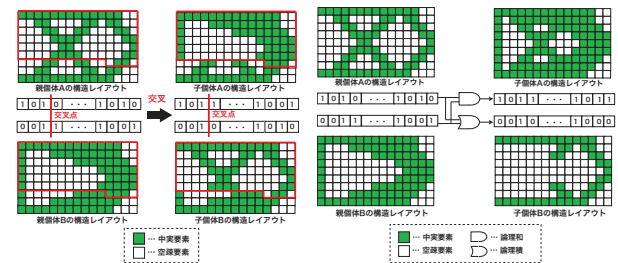 親個体Aの構造レイアウト
子個体Aの構造レイアウト
親個体Aの構造レイアウト
子個体Aの構造レイアウト
1 0 1 0 ・・・ 1 0 1 0
交叉
1 0 1 1 ・・・ 1 0 0 1
1 0 1 0 ・・・ 1 0 1 0
1 0 1 1 ・・・ 1 0 1 1
交叉点
交叉点
0 0 1 1 ・・・ 1 0 0 1
0 0 1 0 ・・・ 1 0 1 0
0 0 1 1 ・・・ 1 0 0 1
0 0 1 0 ・・・ 1 0 0 0
親個体Bの構造レイアウト
子個体Bの構造レイアウト
親個体Bの構造レイアウト
子個体Bの構造レイアウト
… 中実要素
… 空疎要素
… 中実要素
… 論理和
… 空疎要素
… 論理積